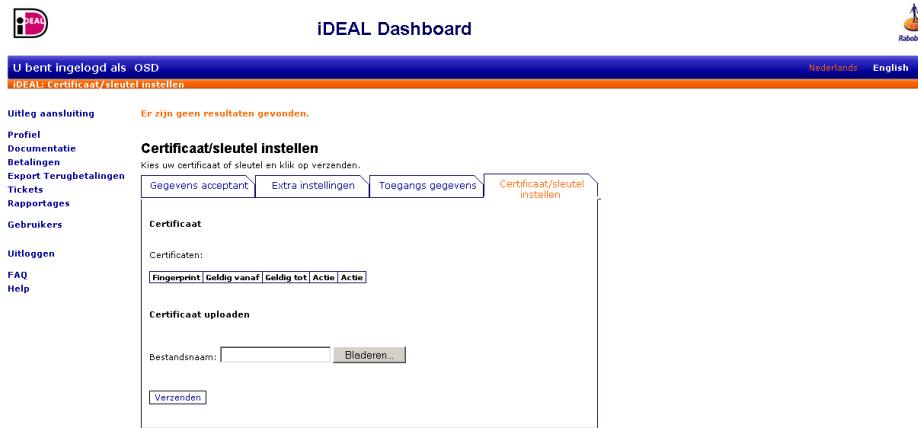 iDEAL
iDEAL Dashboard
U bent ingelogd als OSD
Nederlands English
iDEAL: Certificaat/sleutel instellen
Uitleg aansluiting
Er zijn geen resultaten gevonden.
Profiel
Documentatie
Betalingen
Export Terugbetalingen
Tickets
Rapportages
Gebruikers
Uitloggen
FAQ
Help
Certificaat/sleutel instellen
Kies uw certificaat of sleutel en klik op verzenden.
Gegevens acceptant
Extra instellingen
Toegangs gegevens
Certificaat/sleutel
instellen
Certificaat
Certificaten:
Fingerprint Geldig vanaf Geldig tot Actie Actie
Certificaat uploaden
Bestandsnaam: Bladeren...
Verzenden